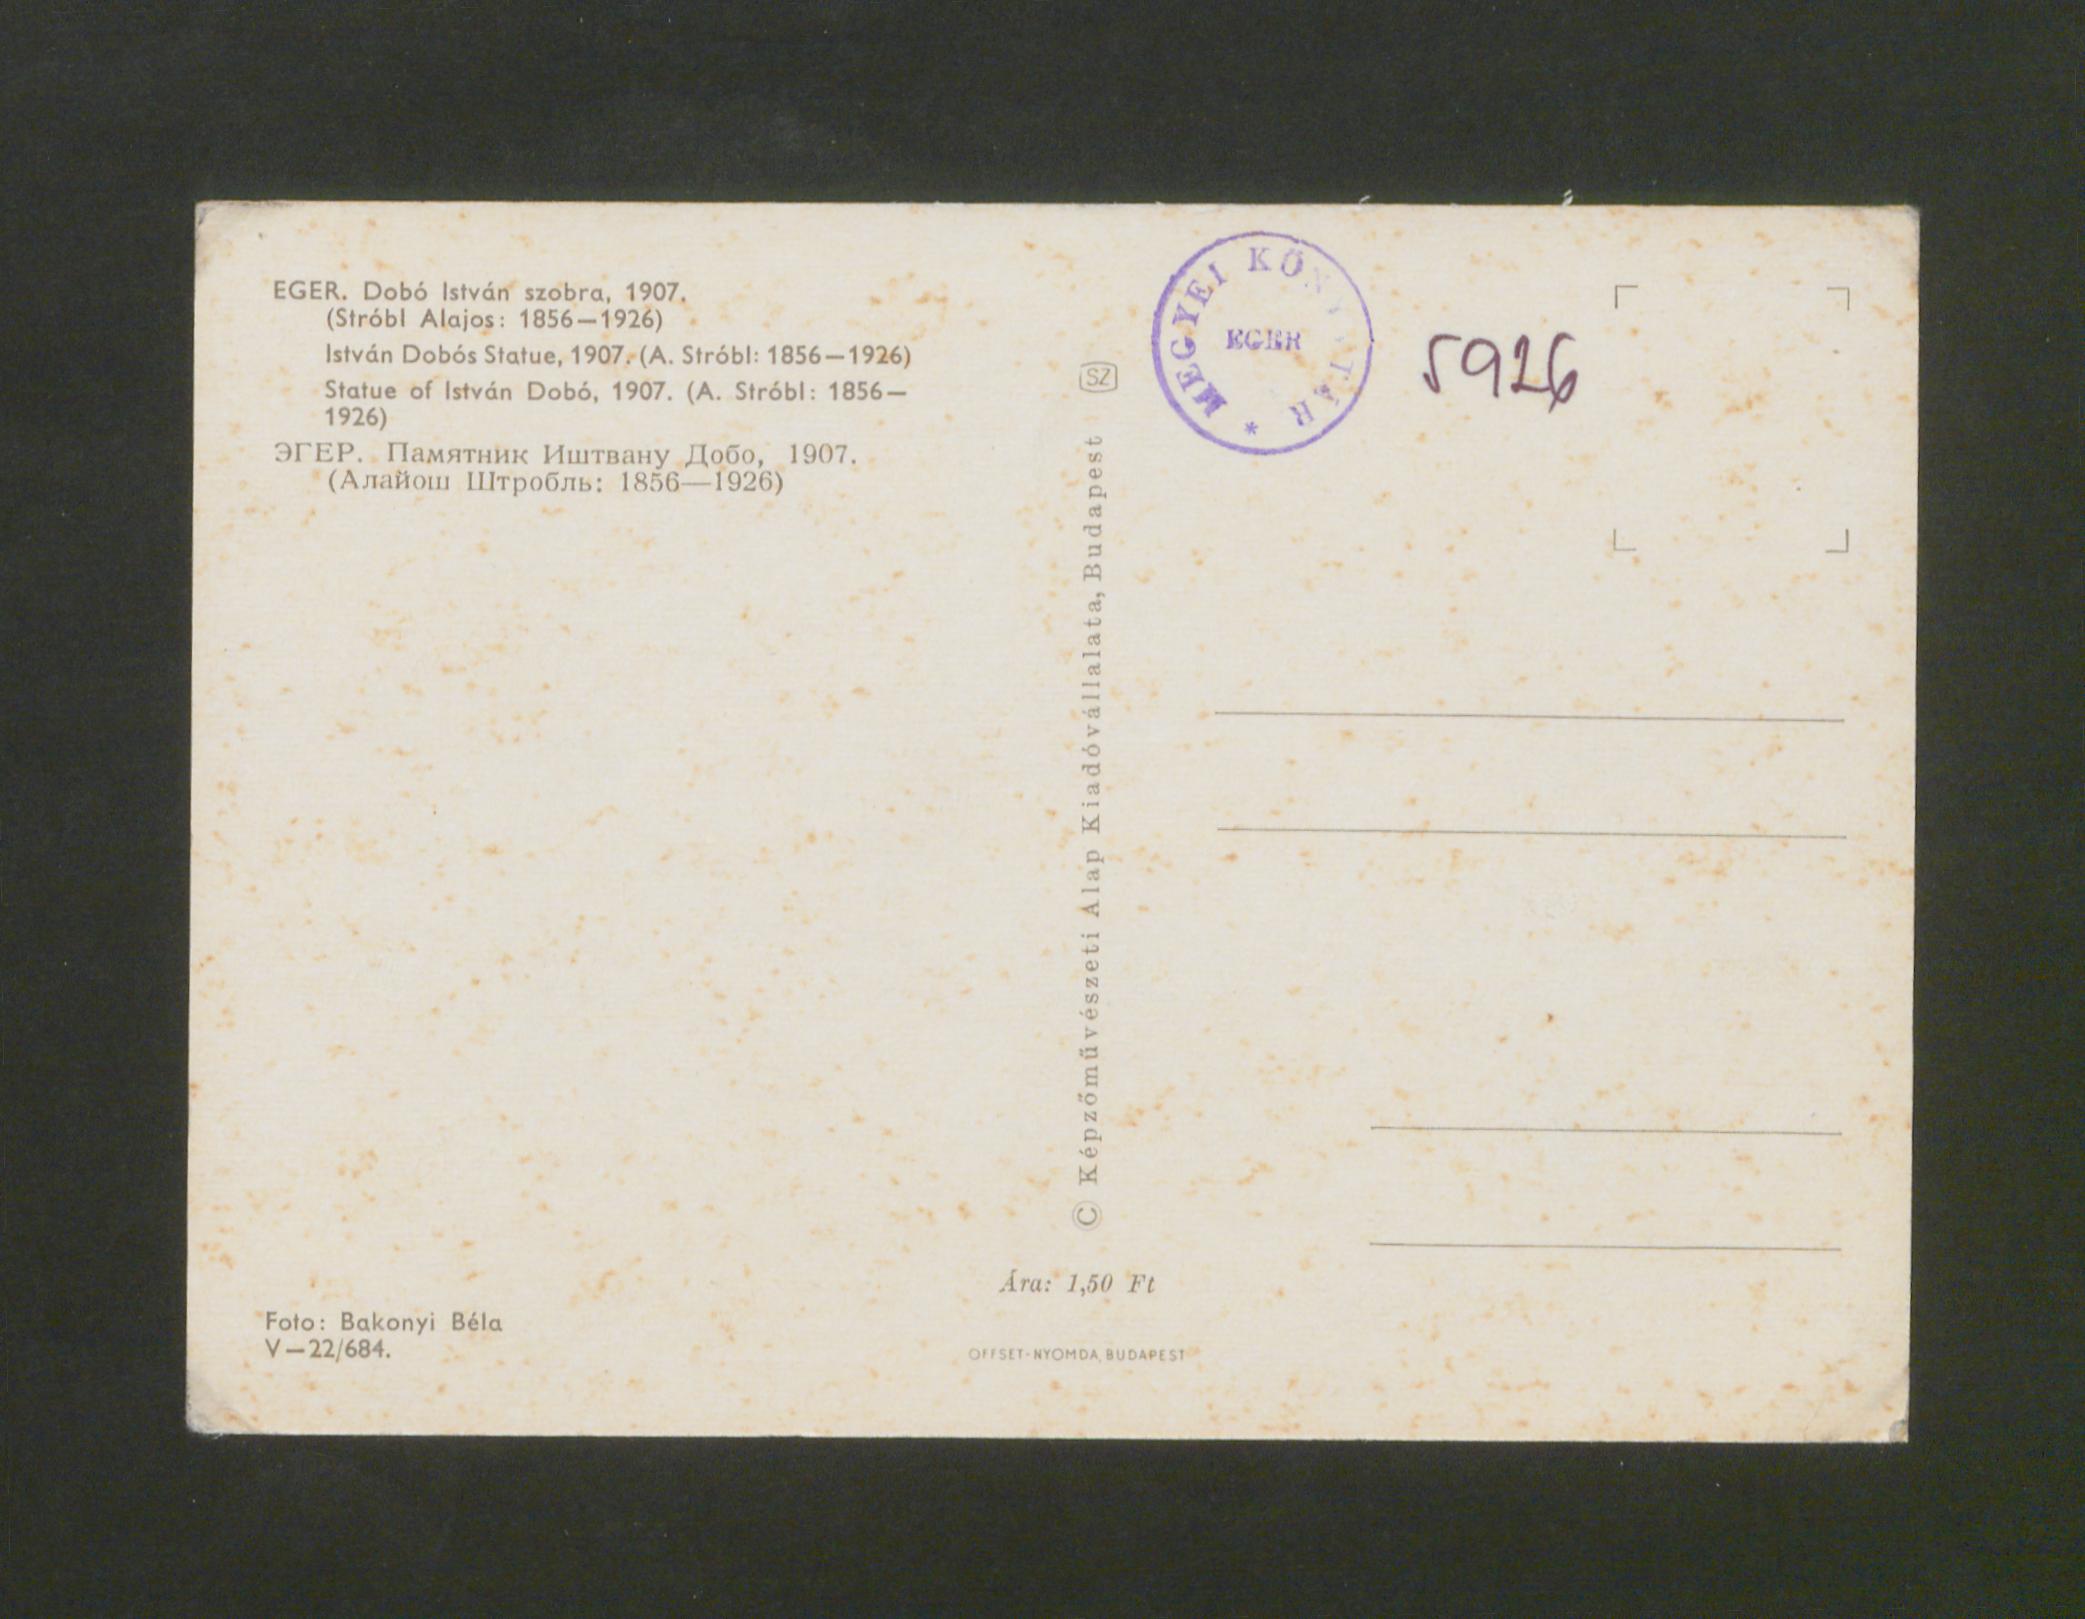 EGER. Dobó István szobra, 1907.
(Stróbl Alajos: 1856—1926)
István Dobós Statue, 1907. (A. Stróbl: 1856—1926)
Statue of István Dobó, 1907. (A. Stróbl: 1856—
1926)
ЭГЕР. Памятник Иштвану Добо, 1907.
(Алайош Штробль: 1856—1926)
Foto: Bakonyi Béla
V—22/684.
SZ
© Képzőművészeti Alap Kiadóvállalata, Budapest
Ára: 1,50 Ft
OFFSET-NYOMDA, BUDAPEST
* MEGYEI KÖNYVTÁR
EGER
5926